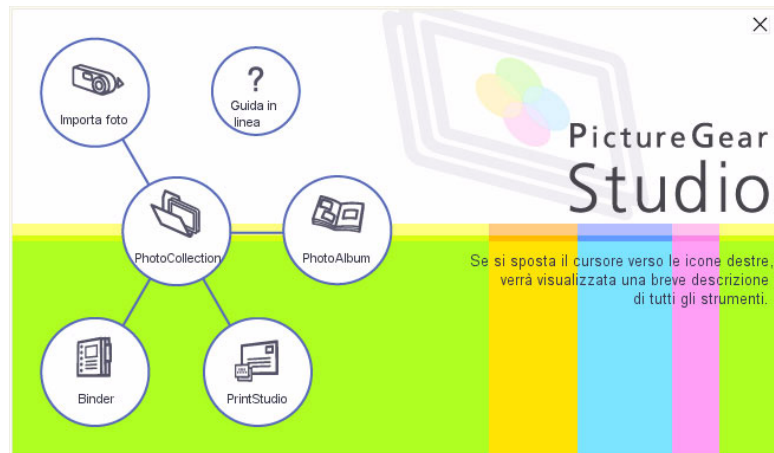 Importa foto
?
Guida in
linea
PictureGear
Studio
PhotoCollection
PhotoAlbum
Se si sposta il cursore verso le icone destre,
verrà visualizzata una breve descrizione
di tutti gli strumenti.
Binder
PrintStudio